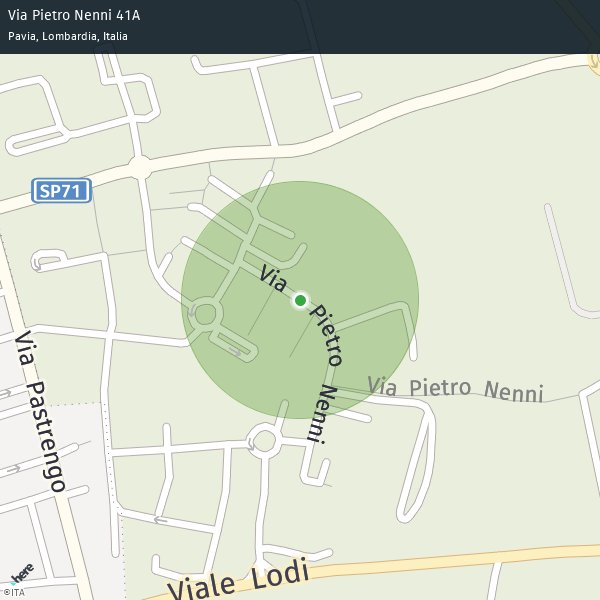 Via Pietro Nenni 41A
Pavia, Lombardia, Italia
SP71
Via Pietro Nenni
Via Pastrengo
Via Pietro Nenni
Viale Lodi
here
©ITA